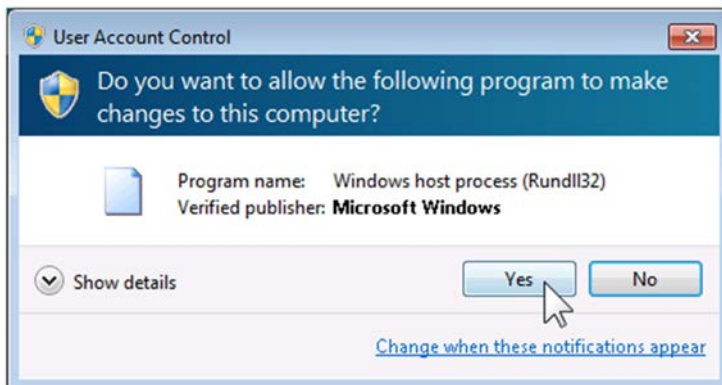 User Account Control
Do you want to allow the following program to make
changes to this computer?
Program name: Windows host process (Rundll32)
Verified publisher: Microsoft Windows
Show details
Yes
No
Change when these notifications appear